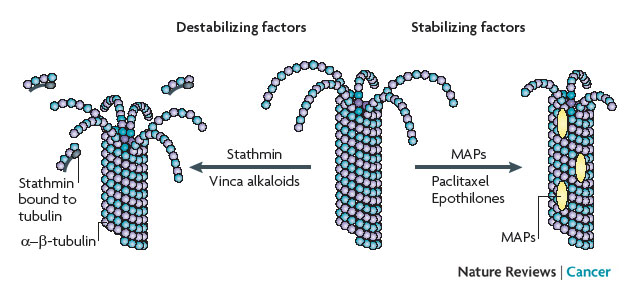 Destabilizing factors
Stabilizing factors
Stathmin
Vinca alkaloids
MAPs
Paclitaxel
Epothilones
Stathmin
bound to
tubulin
α–β-tubulin
MAPs
Nature Reviews | Cancer